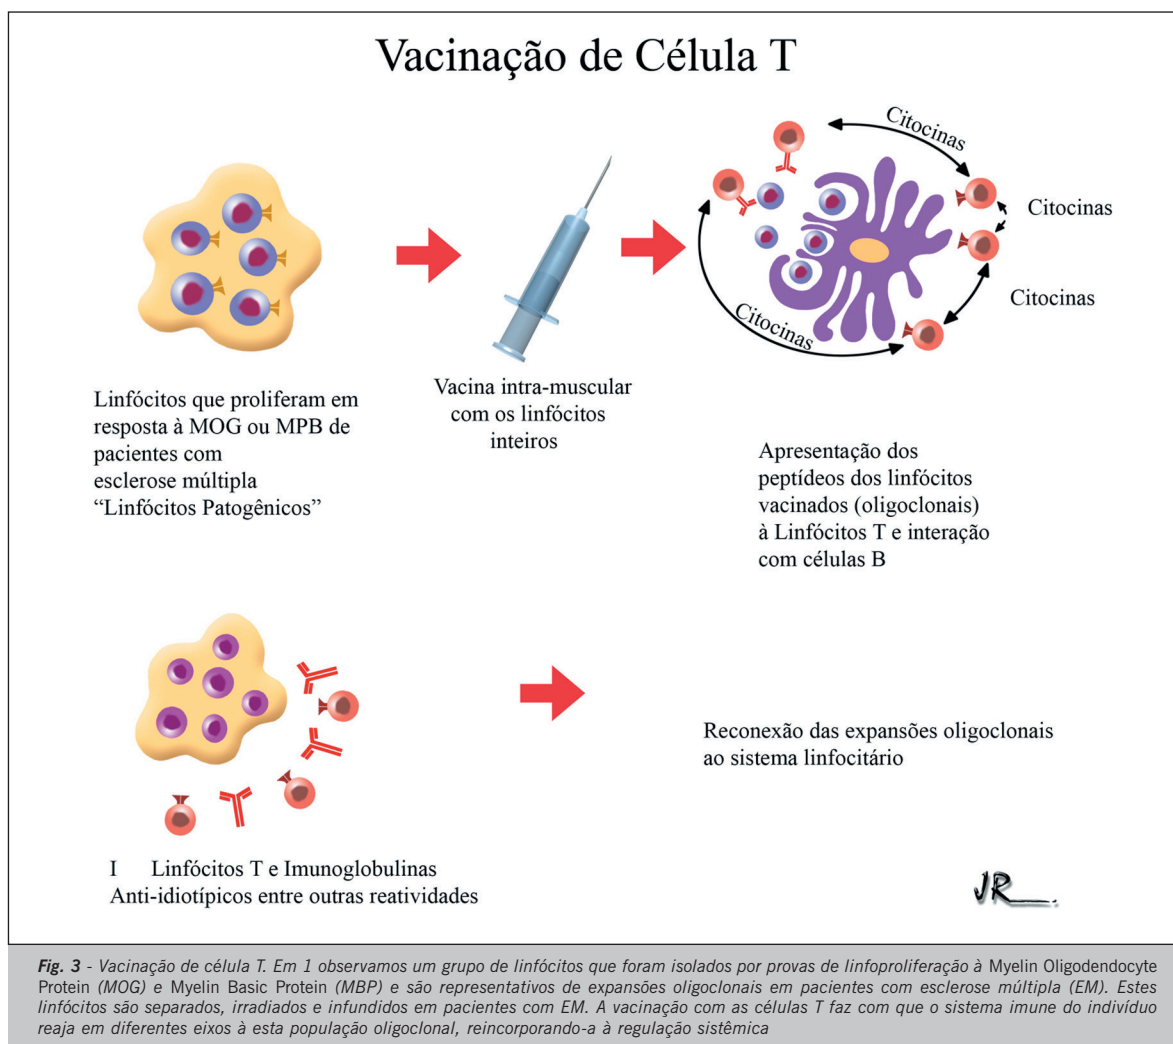 Vacinação de Célula T
Citocinas
Citocinas
Citocinas
Citocinas
Linfócitos que proliferam em
resposta à MOG ou MPB de
pacientes com
esclerose múltipla
“Linfócitos Patogênicos”
Vacina intra-muscular
com os linfócitos
inteiros
Apresentação dos
peptídeos dos linfócitos
vacinados (oligoclonais)
à Linfócitos T e interação
com células B
Reconexão das expansões oligoclonais
ao sistema linfocitário
I Linfócitos T e Imunoglobulinas
Anti-idiotípicos entre outras reatividades
JR
Fig. 3 - Vacinação de célula T. Em 1 observamos um grupo de linfócitos que foram isolados por provas de linfoproliferação à Myelin Oligodendocyte
Protein (MOG) e Myelin Basic Protein (MBP) e são representativos de expansões oligoclonais em pacientes com esclerose múltipla (EM). Estes
linfócitos são separados, irradiados e infundidos em pacientes com EM. A vacinação com as células T faz com que o sistema imune do indivíduo
reaja em diferentes eixos à esta população oligoclonal, reincorporando-a à regulação sistêmica